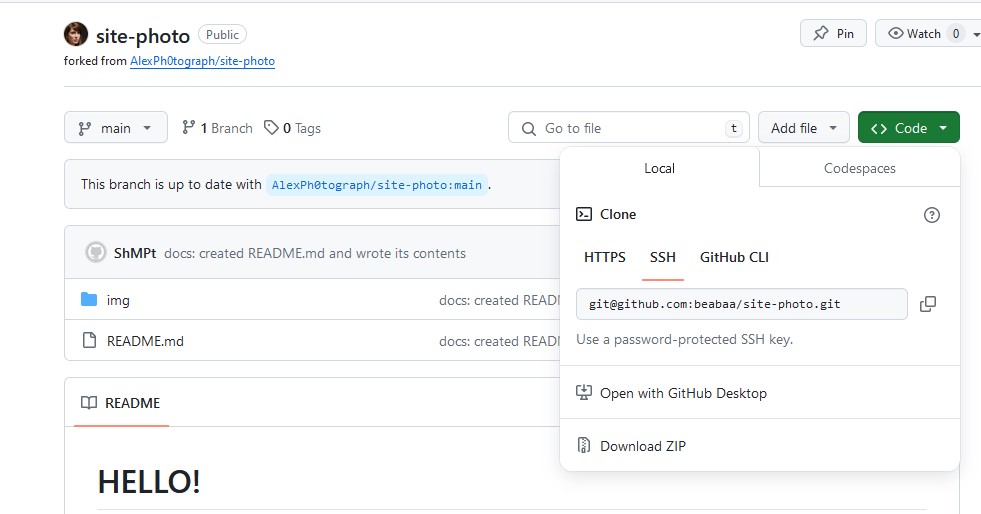 site-photo Public
Pin
Watch 0
forked from AlexPh0tograph/site-photo
main
1 Branch
0 Tags
Go to file
t
Add file
Code
This branch is up to date with AlexPh0tograph/site-photo:main.
Local
Codespaces
Clone
HTTPS
SSH
GitHub CLI
git@github.com:beabaa/site-photo.git
Use a password-protected SSH key.
Open with GitHub Desktop
Download ZIP
ShMPt docs: created README.md and wrote its contents
img docs: created READ
README.md docs: created READ
README
HELLO!